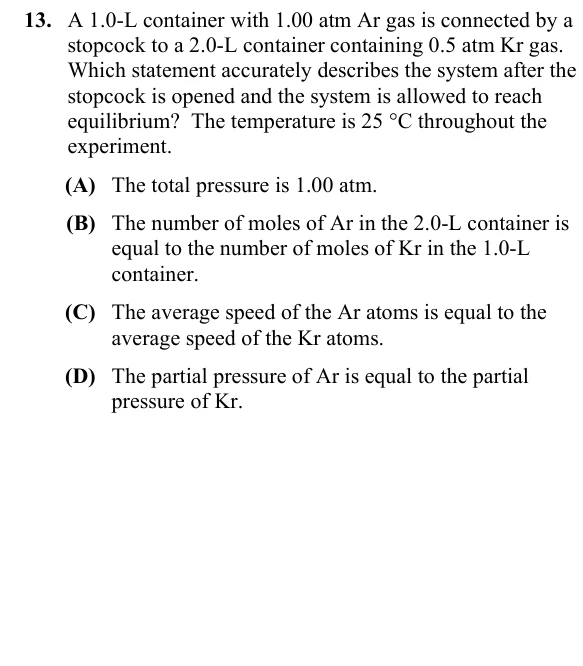 13. A 1.0-L container with 1.00 atm Ar gas is connected by a
stopcock to a 2.0-L container containing 0.5 atm Kr gas.
Which statement accurately describes the system after the
stopcock is opened and the system is allowed to reach
equilibrium? The temperature is 25 °C throughout the
experiment.
(A) The total pressure is 1.00 atm.
(B) The number of moles of Ar in the 2.0-L container is
equal to the number of moles of Kr in the 1.0-L
container.
(C) The average speed of the Ar atoms is equal to the
average speed of the Kr atoms.
(D) The partial pressure of Ar is equal to the partial
pressure of Kr.